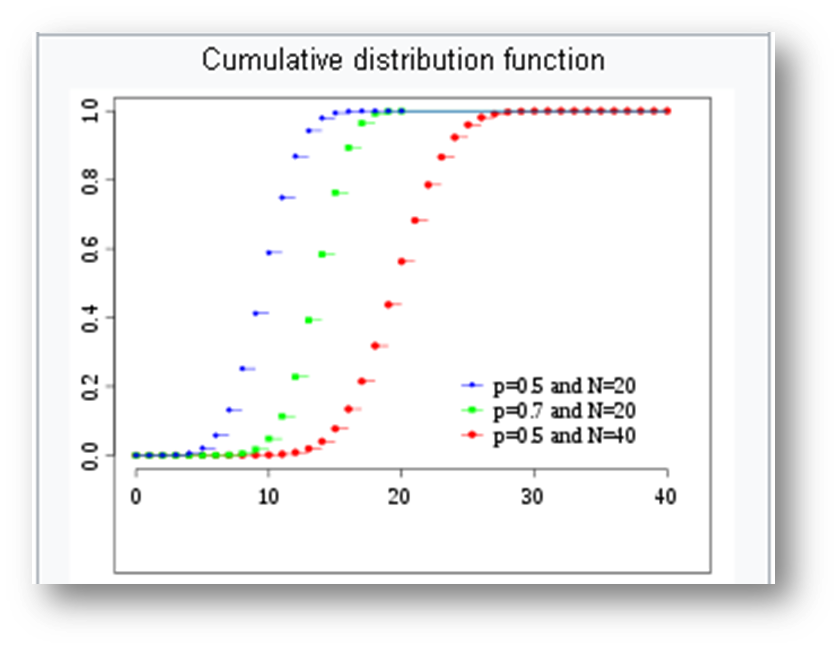 Cumulative distribution function
1.0
0.8
0.6
0.4
0.2
0.0
p=0.5 and N=20
p=0.7 and N=20
p=0.5 and N=40
0 10 20 30 40